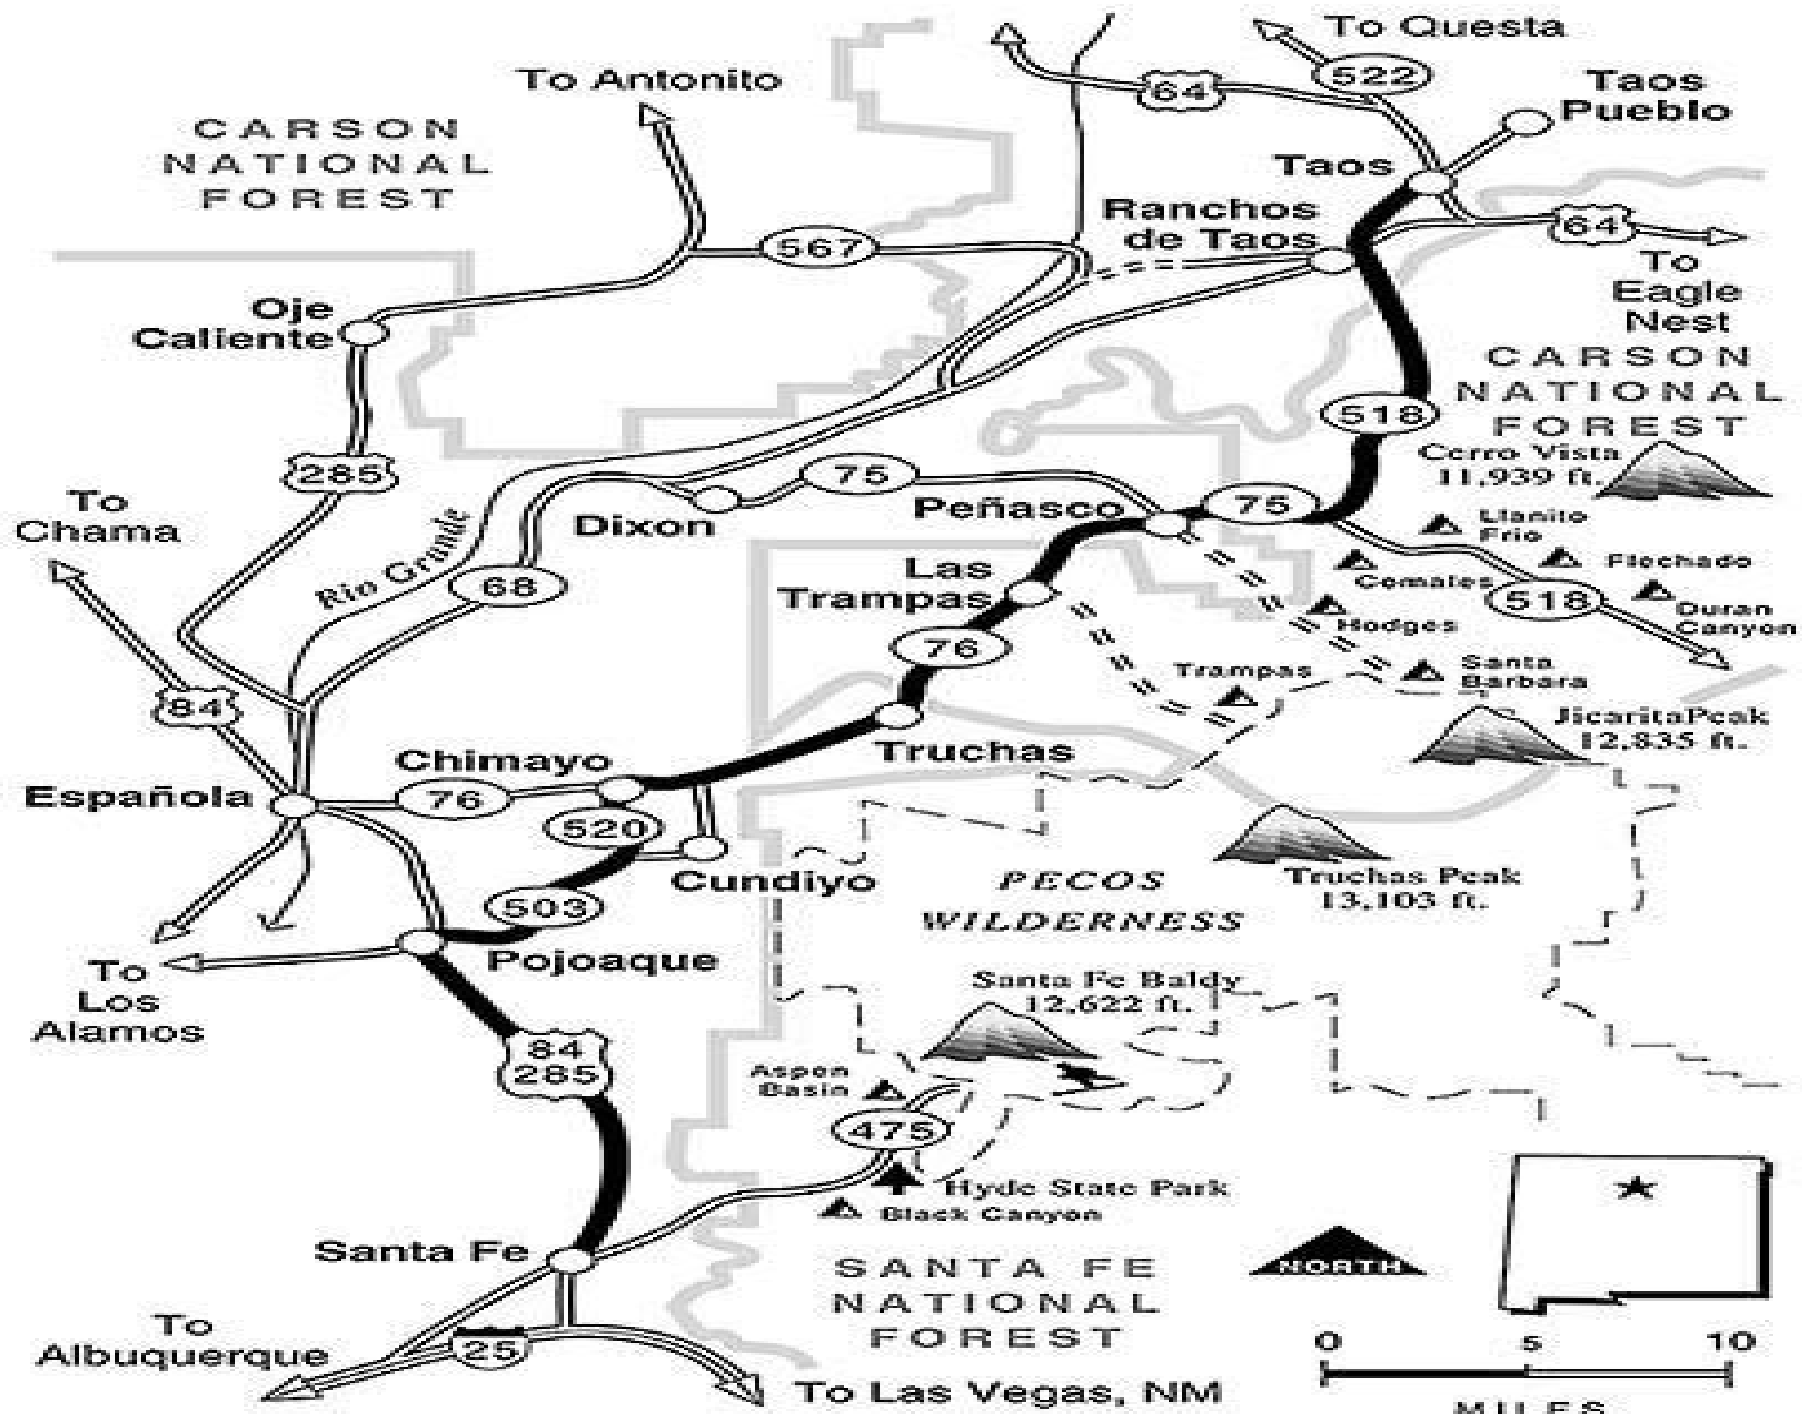 To Questa
522
To Antonito
64
Taos
Pueblo
CARSON
NATIONAL
FOREST
Taos
Ranchos
de Taos
64
567
To
Eagle
Nest
Oje
Caliente
CARSON
NATIONAL
FOREST
518
Cerro Vista
11,939 ft.
285
75
To
Chama
Dixon
Peñasco
75
Llanito
Frio
Rio Grande
68
Las
Trampas
Comales
Flechado
518
Duran
Canyon
Hodges
76
Trampas
Santa
Barbara
84
Jicarita Peak
12,835 ft.
Truchas
Chimayo
Española
76
520
Cundiyo
PECOS
WILDERNESS
Truchas Peak
13,103 ft.
503
Pojoaque
To
Los
Alamos
Santa Fe Baldy
12,622 ft.
84
285
Aspen
Basin
475
Hyde State Park
Black Canyon
Santa Fe
SANTA FE
NATIONAL
FOREST
NORTH
To
Albuquerque
25
To Las Vegas, NM
0 5 10
MILES